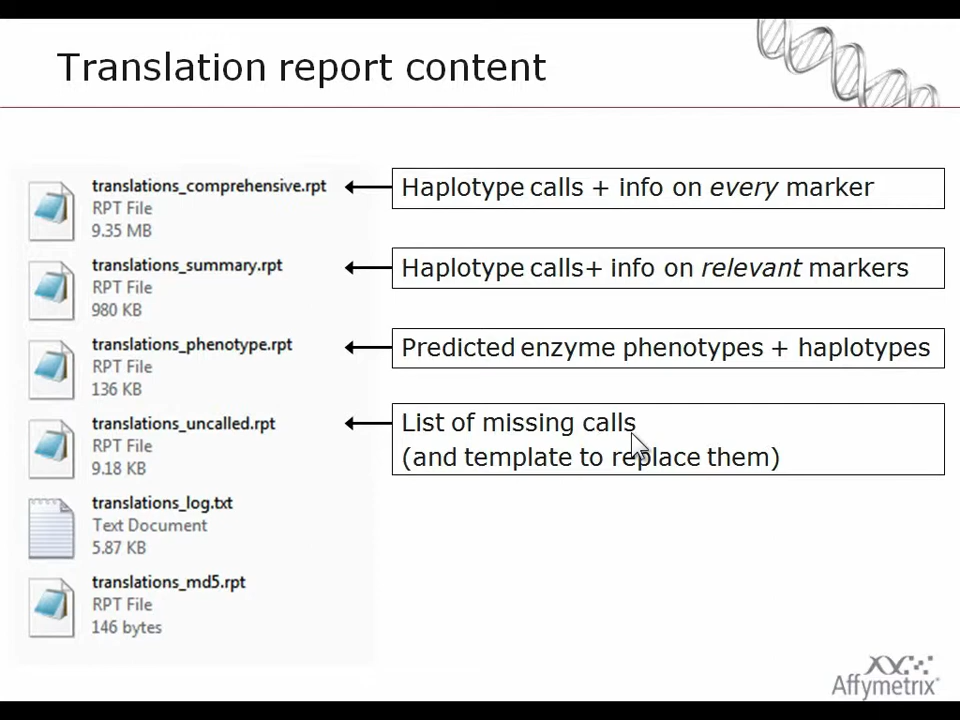 Translation report content
translations_comprehensive.rpt
RPT File
9.35 MB
Haplotype calls + info on every marker
translations_summary.rpt
RPT File
980 KB
Haplotype calls+ info on relevant markers
translations_phenotype.rpt
RPT File
136 KB
Predicted enzyme phenotypes + haplotypes
translations_uncalled.rpt
RPT File
9.18 KB
List of missing calls
(and template to replace them)
translations_log.txt
Text Document
5.87 KB
translations_md5.rpt
RPT File
146 bytes
Affymetrix